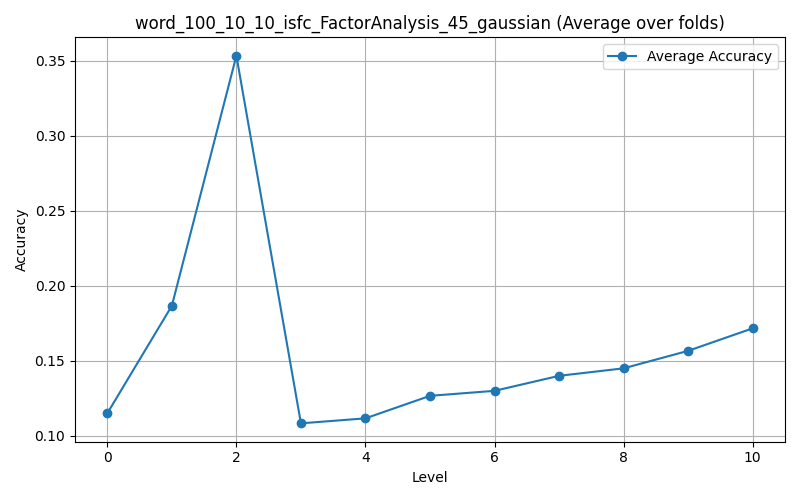 word_100_10_10_isfc_FactorAnalysis_45_gaussian (Average over folds)
Average Accuracy
0.35
0.30
0.25
0.20
0.15
0.10
Accuracy
0 2 4 6 8 10
Level